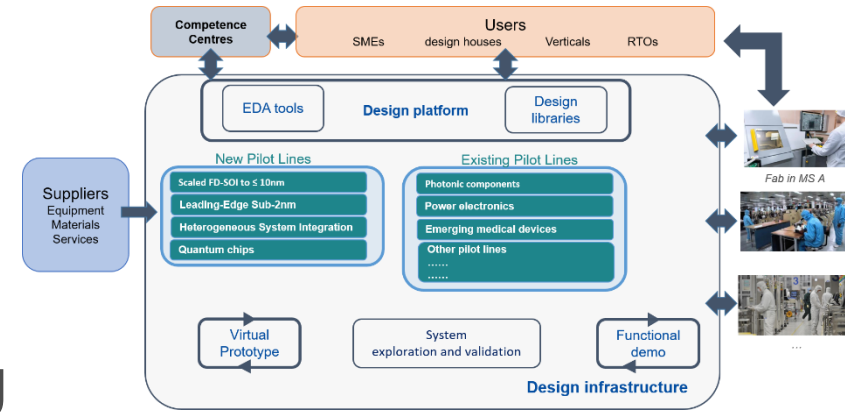 Competence
Centres
Users
SMEs design houses Verticals RTOs
EDA tools
Design platform
Design
libraries
New Pilot Lines
Existing Pilot Lines
Scaled FD-SOI to ≤ 10nm
Leading-Edge Sub-2nm
Heterogeneous System Integration
Quantum chips
Photonic components
Power electronics
Emerging medical devices
Other pilot lines
......
......
Suppliers
Equipment
Materials
Services
Fab in MS A
...
Virtual
Prototype
System
exploration and validation
Functional
demo
Design infrastructure